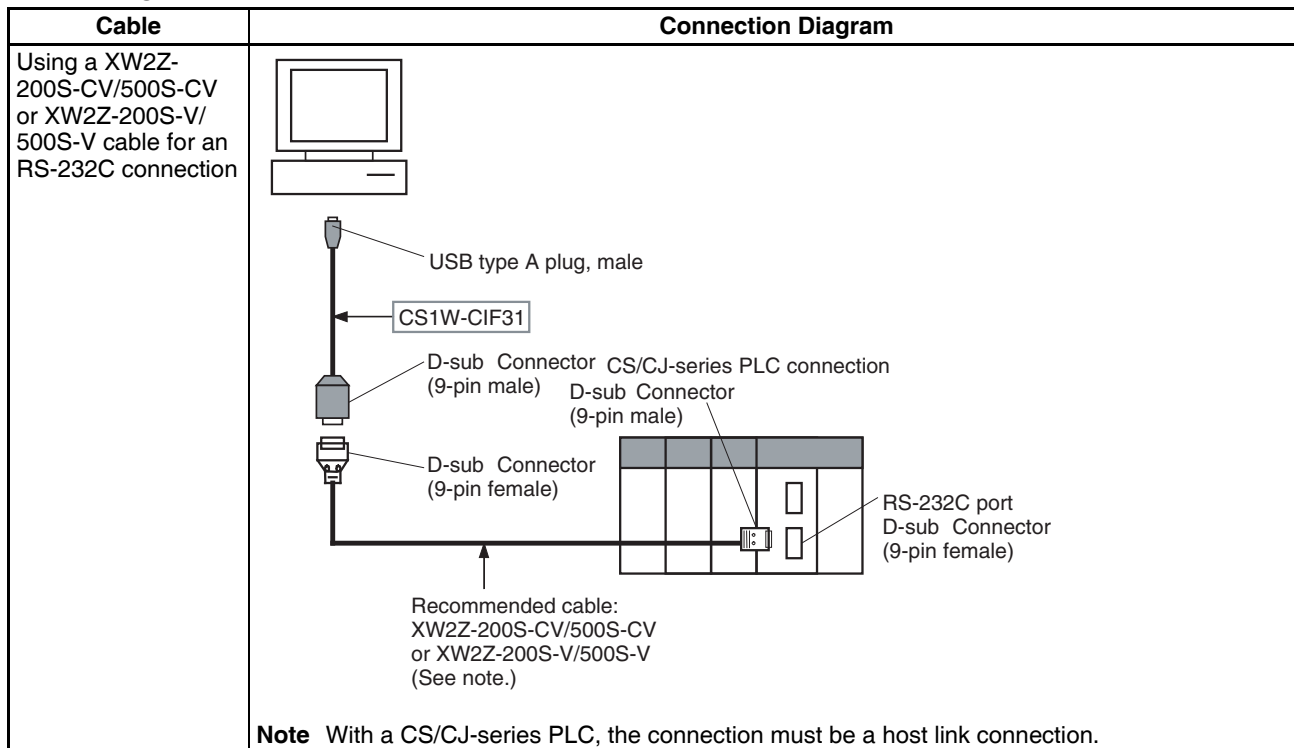 Cable
Connection Diagram
Using a XW2Z-
200S-CV/500S-CV
or XW2Z-200S-V/
500S-V cable for an
RS-232C connection
USB type A plug, male
CS1W-CIF31
D-sub Connector
(9-pin male)
CS/CJ-series PLC connection
D-sub Connector
(9-pin male)
D-sub Connector
(9-pin female)
RS-232C port
D-sub Connector
(9-pin female)
Recommended cable:
XW2Z-200S-CV/500S-CV
or XW2Z-200S-V/500S-V
(See note.)
Note With a CS/CJ-series PLC, the connection must be a host link connection.